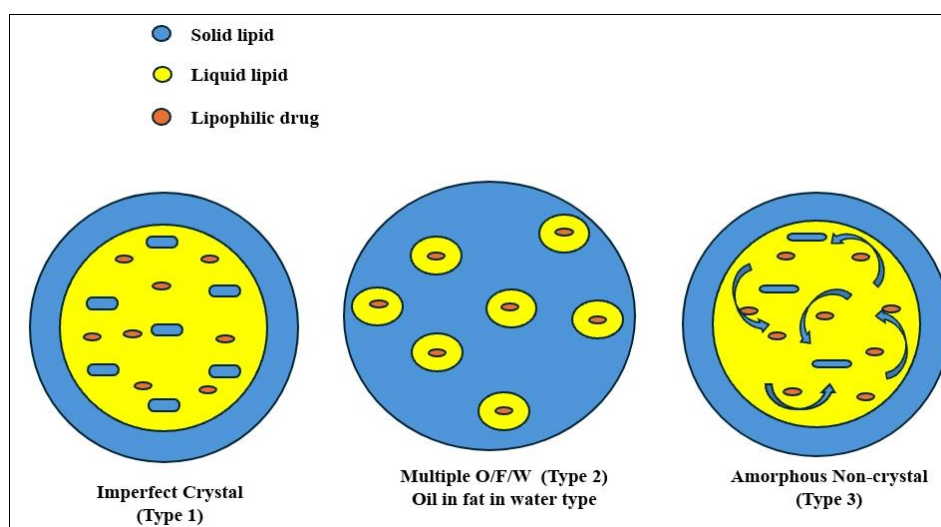 Solid lipid
Liquid lipid
Lipophilic drug
Imperfect Crystal
(Type 1)
Multiple O/F/W (Type 2)
Oil in fat in water type
Amorphous Non-crystal
(Type 3)